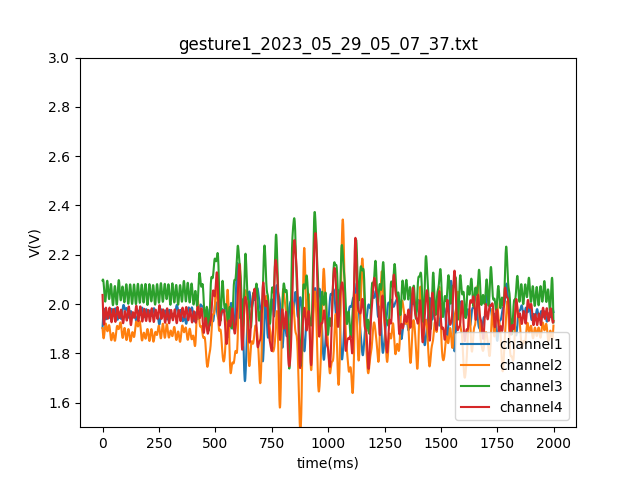 gesture1_2023_05_29_05_07_37.txt
V(V)
3.0
2.8
2.6
2.4
2.2
2.0
1.8
1.6
channel1
channel2
channel3
channel4
0 250 500 750 1000 1250 1500 1750 2000
time(ms)